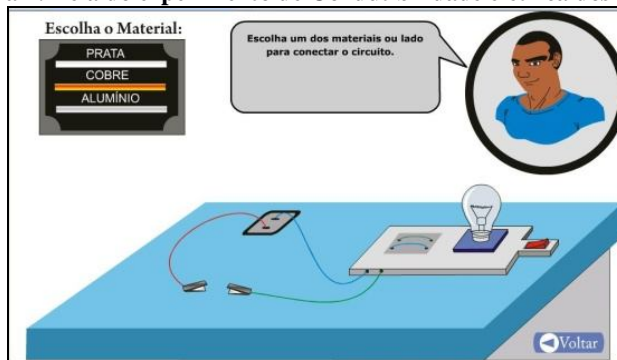 Escolha o Material:
PRATA
COBRE
ALUMÍNIO
Escolha um dos materiais ou lado
para conectar o circuito.
Voltar